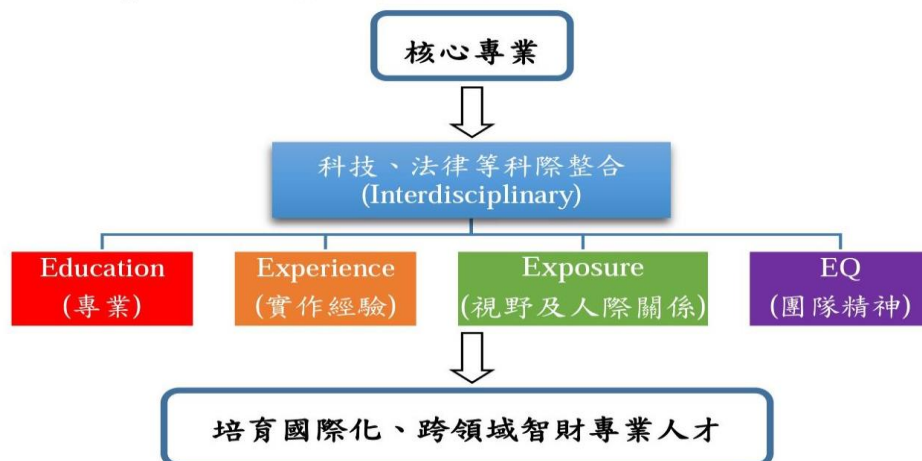 核心專業
科技、法律等科際整合
(Interdisciplinary)
Education
(專業)
Experience
(實作經驗)
Exposure
(視野及人際關係)
EQ
(團隊精神)
培育國際化、跨領域智財專業人才